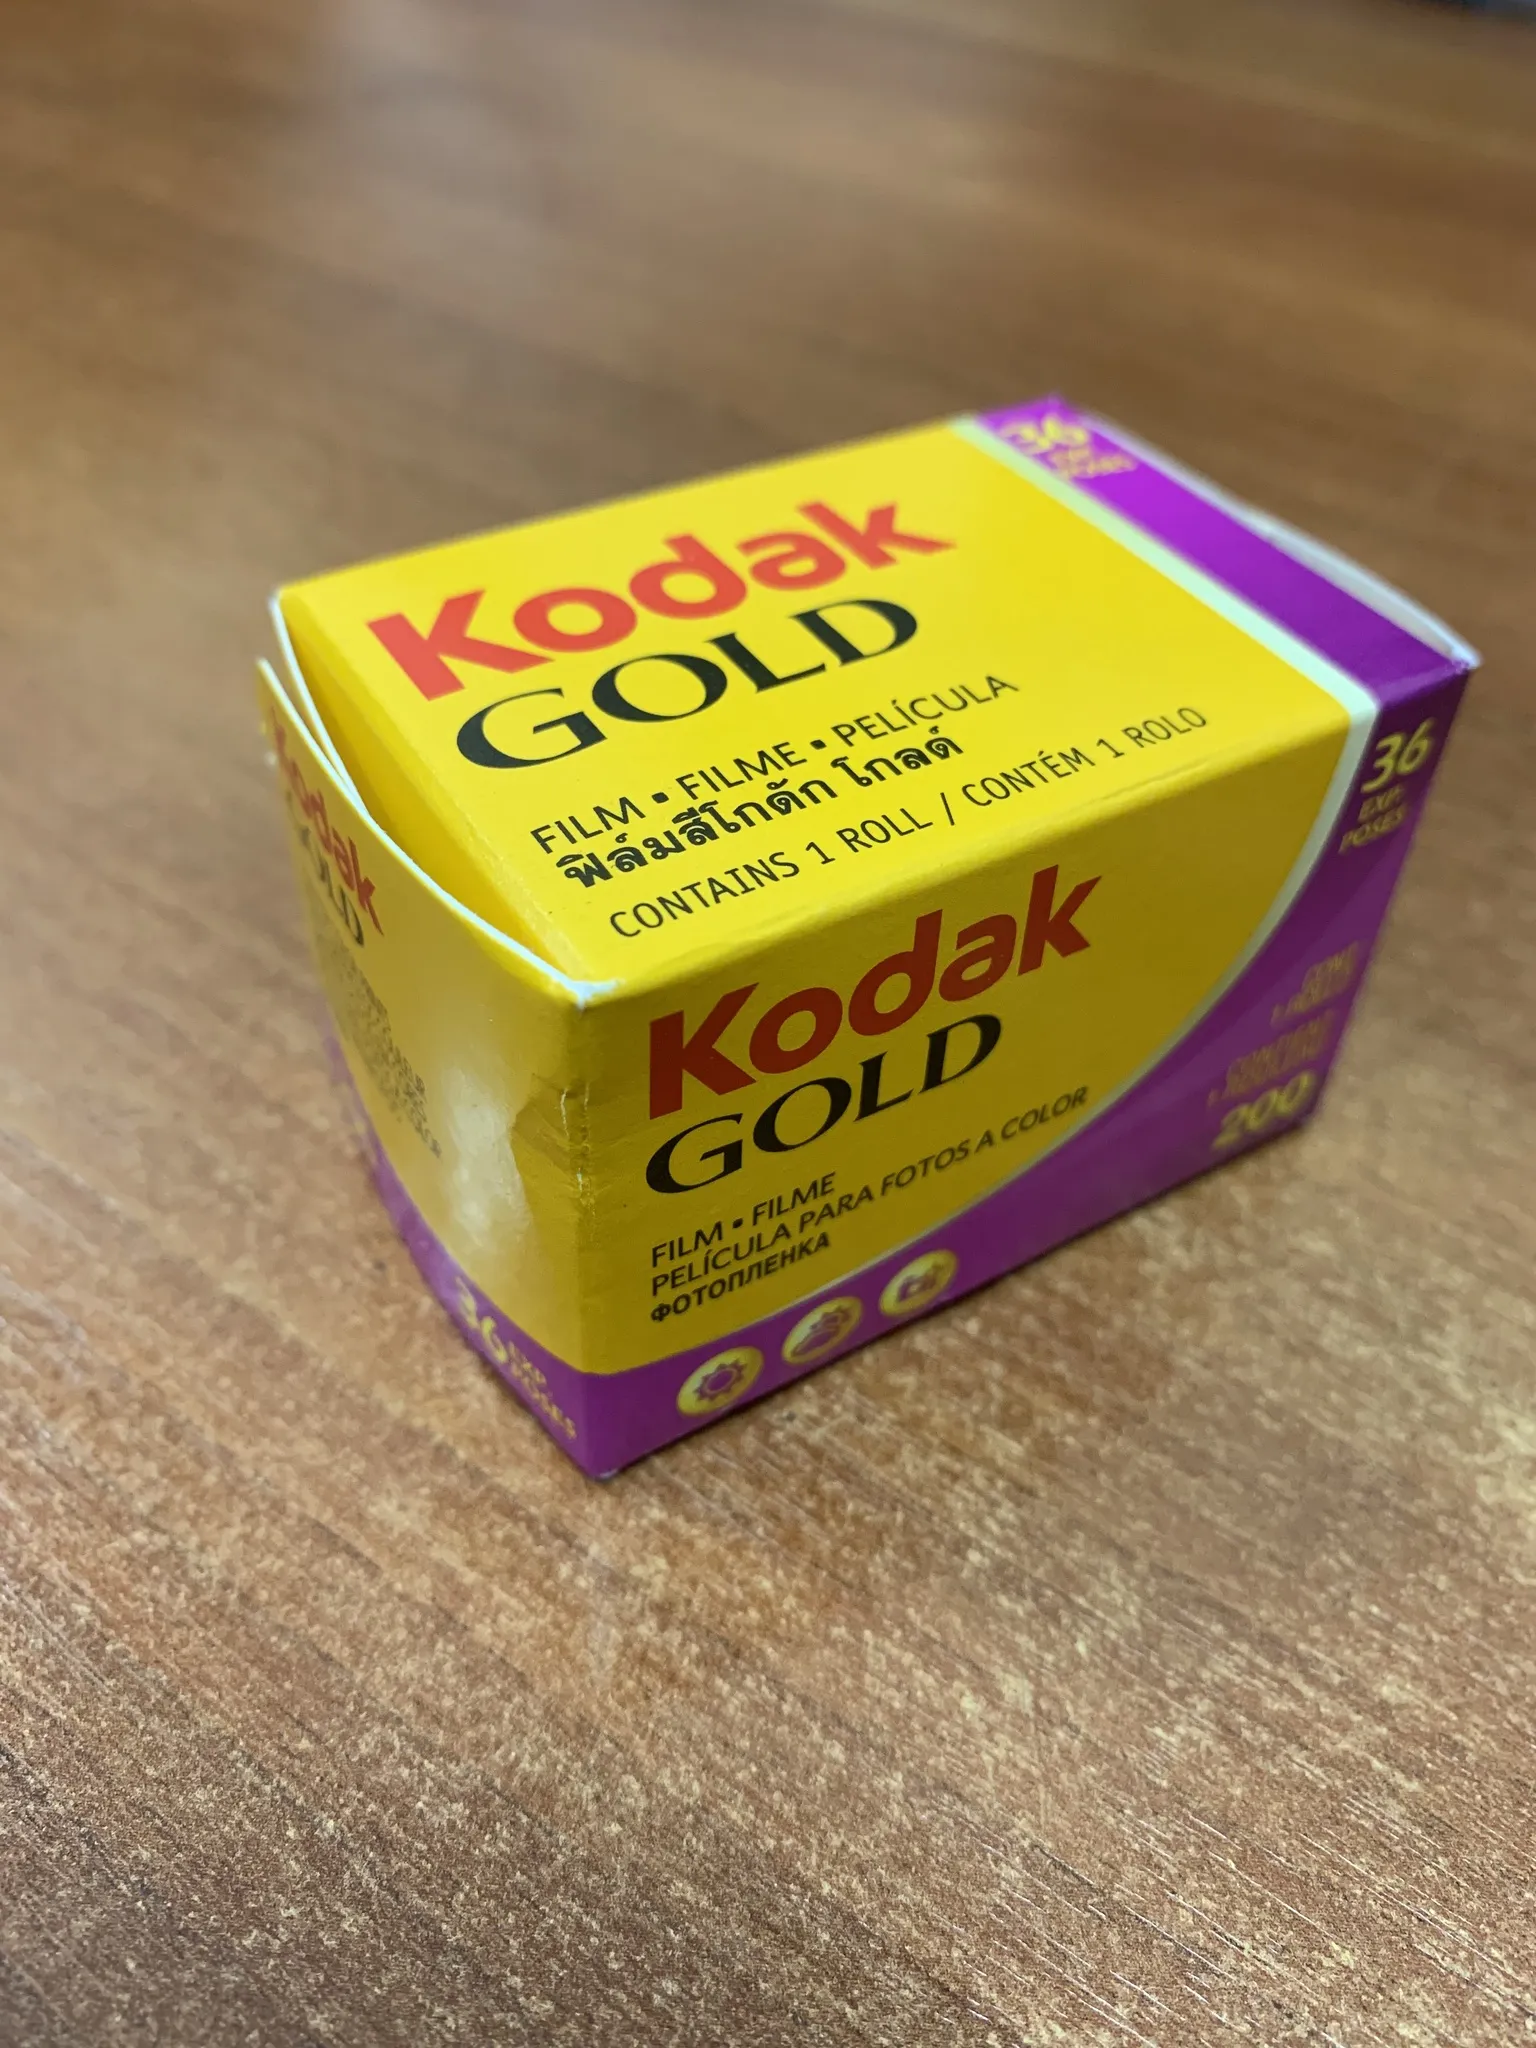 36
EXP.
POSES
Kodak
GOLD
FILM ▪ FILME ▪ PELÍCULA
ฟิล์มสีโกดัก โกลด์
CONTAINS 1 ROLL / CONTÉM 1 ROLO
Kodak
GOLD
36 EXP.
POSES
Kodak
GOLD
FILM ▪ FILME
PELÍCULA PARA FOTOS A COLOR
ФОТОПЛЕНКА
36
EXP.
POSES
200